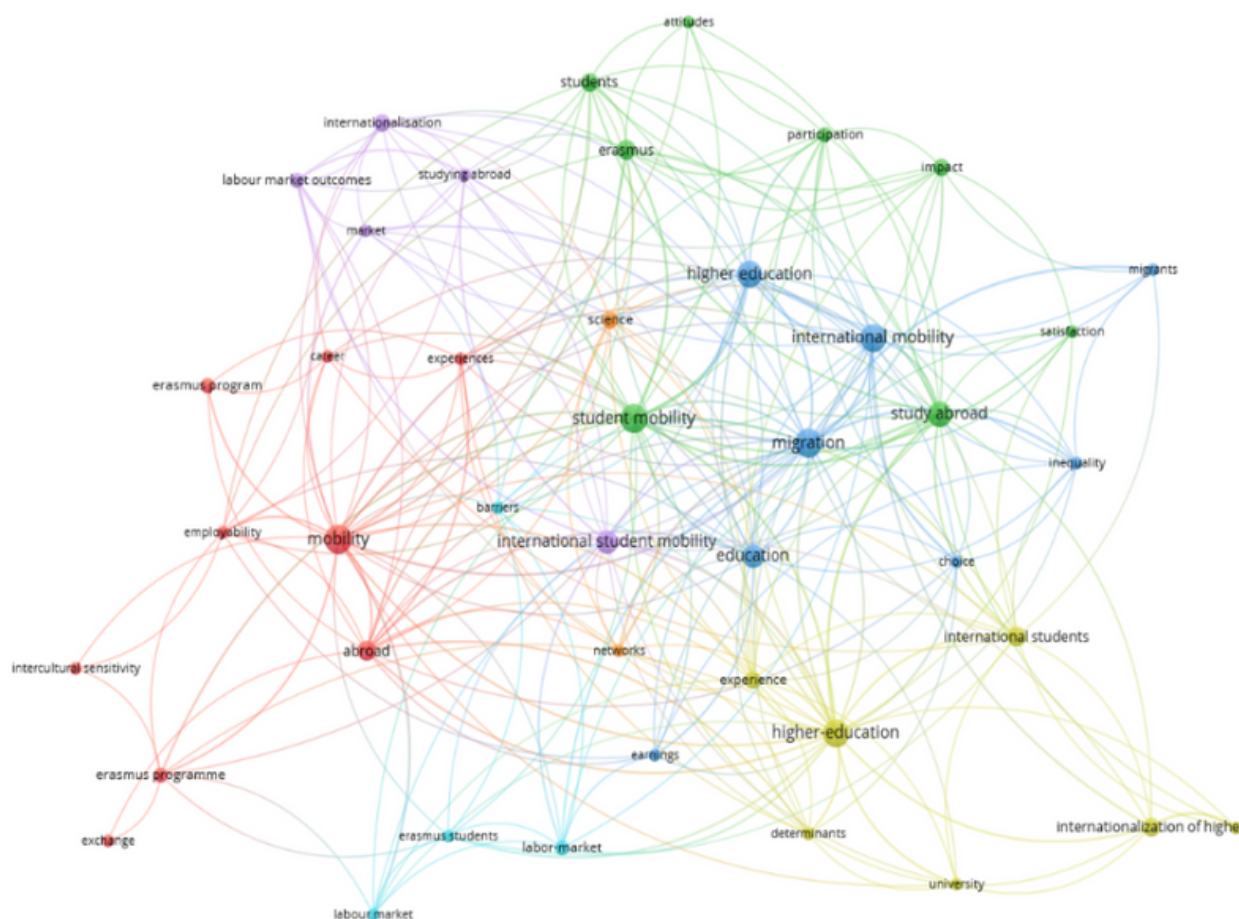 attitudes
students
internationalisation
participation
erasmus
impact
studying abroad
labour market outcomes
market
higher education
migrants
science
international mobility
satisfaction
career
experiences
erasmus program
student mobility
study abroad
migration
inequality
barriers
employability
mobility
international student mobility
education
choice
international students
abroad
networks
intercultural sensitivity
experience
higher-education
earnings
erasmus programme
internationalization of highe
erasmus students
determinants
exchange
labor-market
university
labour market